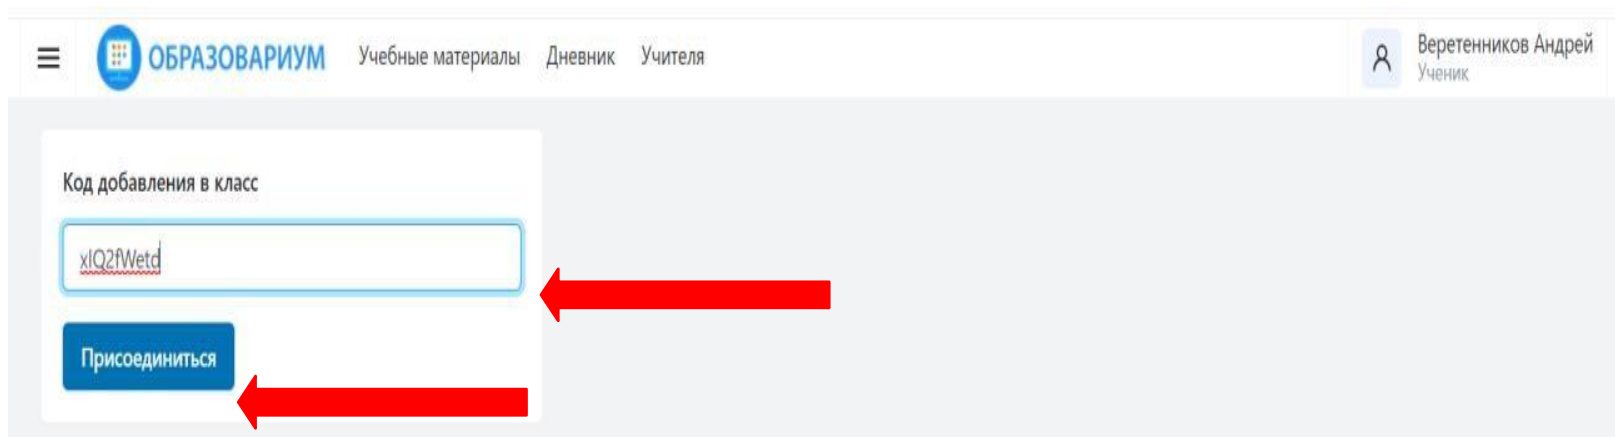 ОБРАЗОВАРИУМ Учебные материалы Дневник Учителя
Веретенников Андрей
Ученик
Код добавления в класс
xIQ2fWetd
Присоединиться